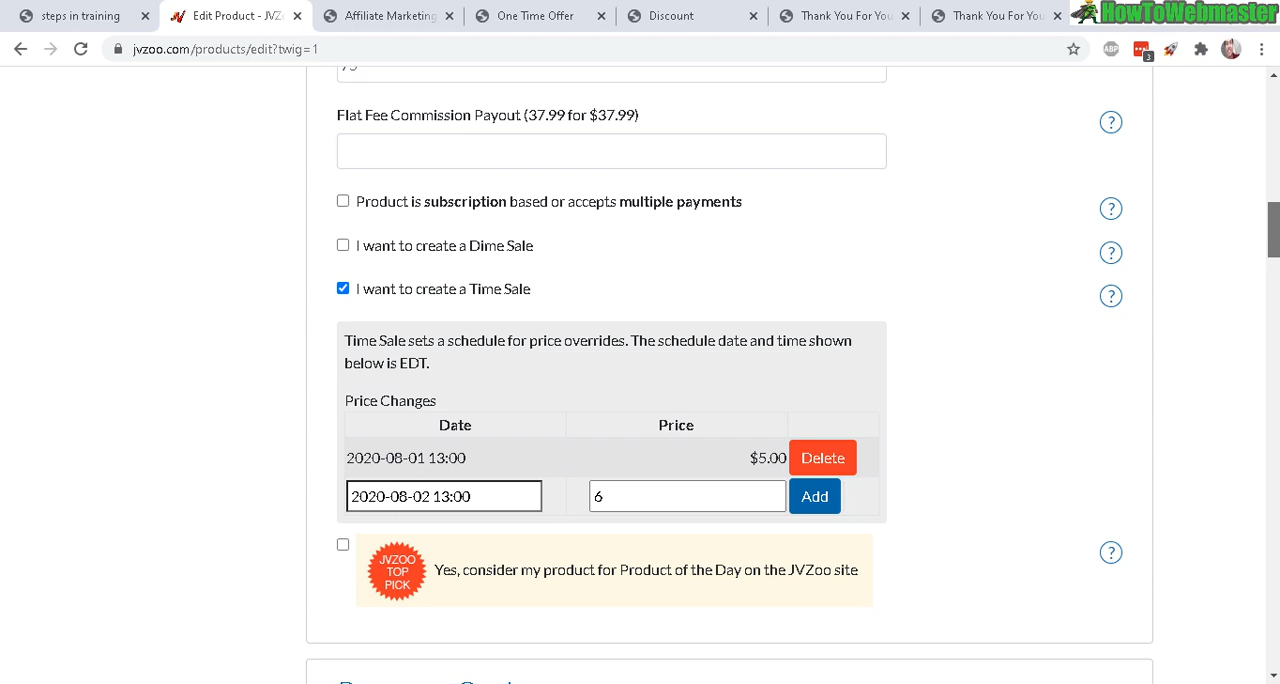 steps in training
Edit Product - JVZ
Affiliate Marketi
One Time Offer
Discount
Thank You For You
Thank You For You
HowToWebmaster
jvzoo.com/products/edit?twig=1
ABP
3
Flat Fee Commission Payout (37.99 for $37.99)
?
Product is subscription based or accepts multiple payments
?
I want to create a Dime Sale
?
I want to create a Time Sale
?
Time Sale sets a schedule for price overrides. The schedule date and time shown
below is EDT.
Price Changes
Date Price
2020-08-01 13:00 $5.00 Delete
2020-08-02 13:00 6 Add
JVZOO
TOP
PICK
Yes, consider my product for Product of the Day on the JVZoo site
?